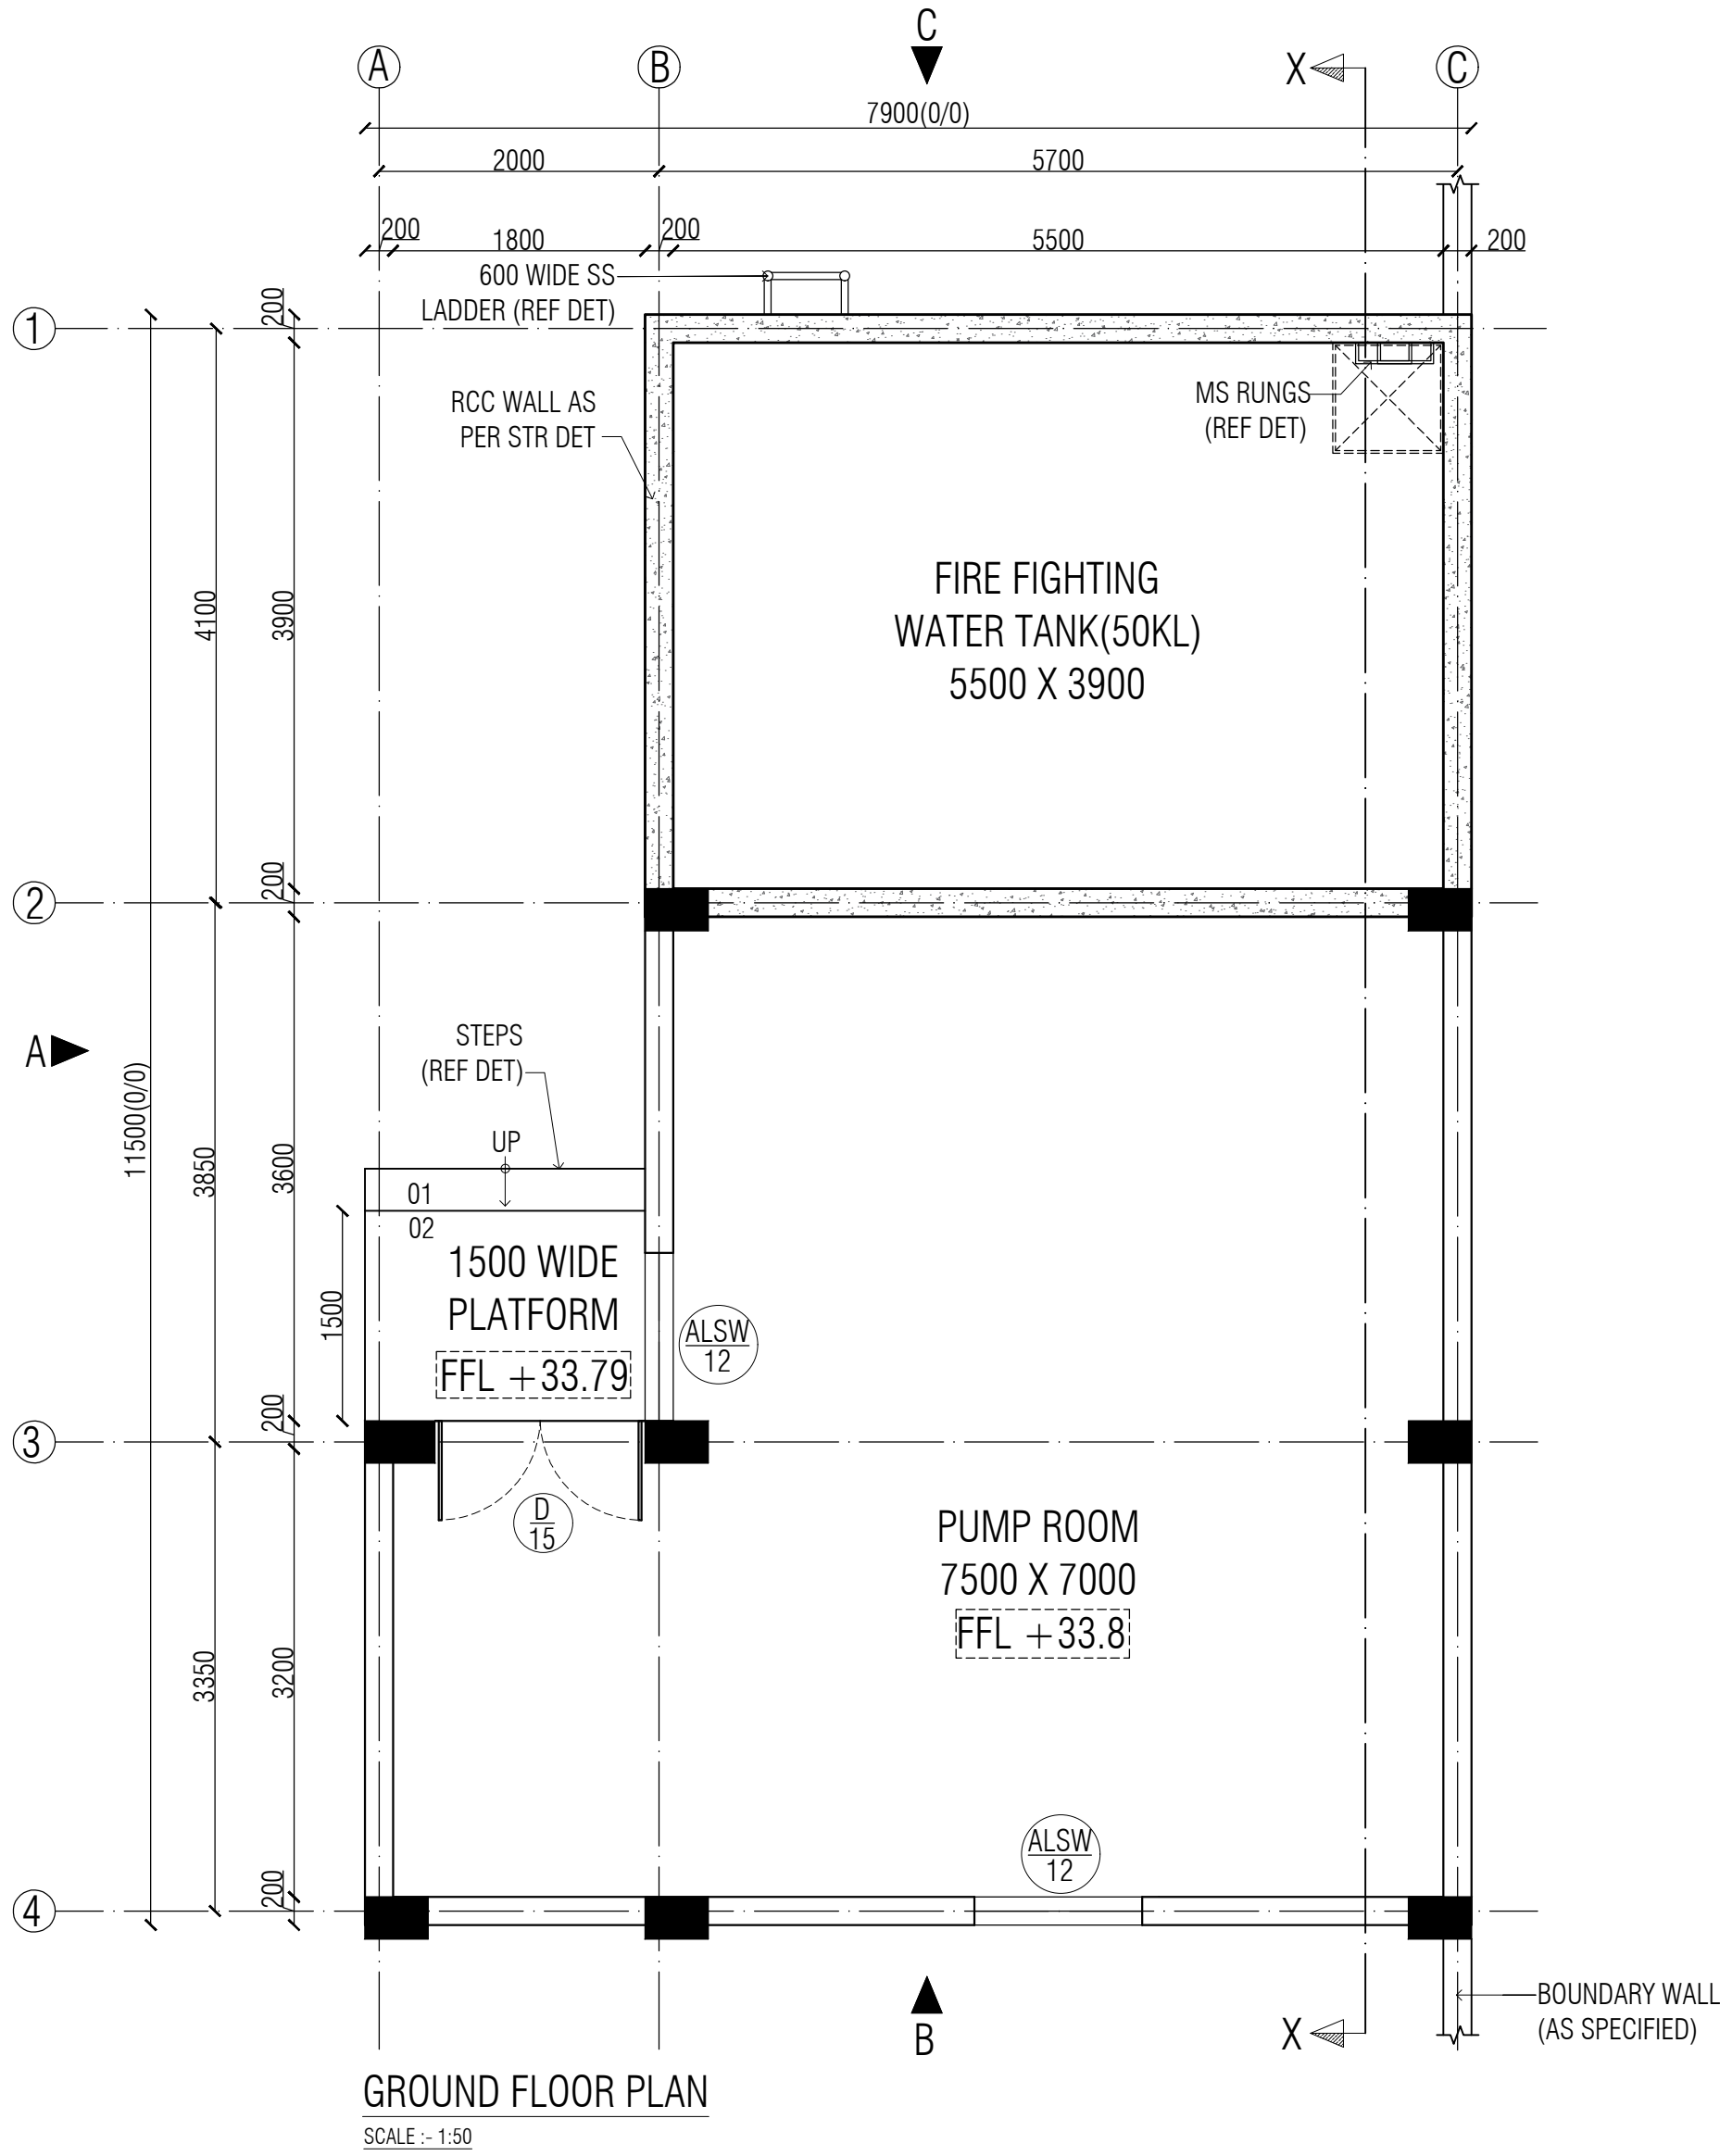 C
A
B
X
C
7900(0/0)
2000
5700
200
1800
200
5500
200
600 WIDE SS
LADDER (REF DET)
200
1
RCC WALL AS
PER STR DET
MS RUNGS
(REF DET)
4100
3900
FIRE FIGHTING
WATER TANK(50KL)
5500 X 3900
200
2
A
STEPS
(REF DET)
11500(0/0)
3850
3600
UP
01
02
1500 WIDE
PLATFORM
FFL +33.79
1500
ALSW
12
200
3
D
15
PUMP ROOM
7500 X 7000
FFL +33.8
3350
3200
ALSW
12
200
4
B
X
BOUNDARY WALL
(AS SPECIFIED)
GROUND FLOOR PLAN
SCALE :- 1:50